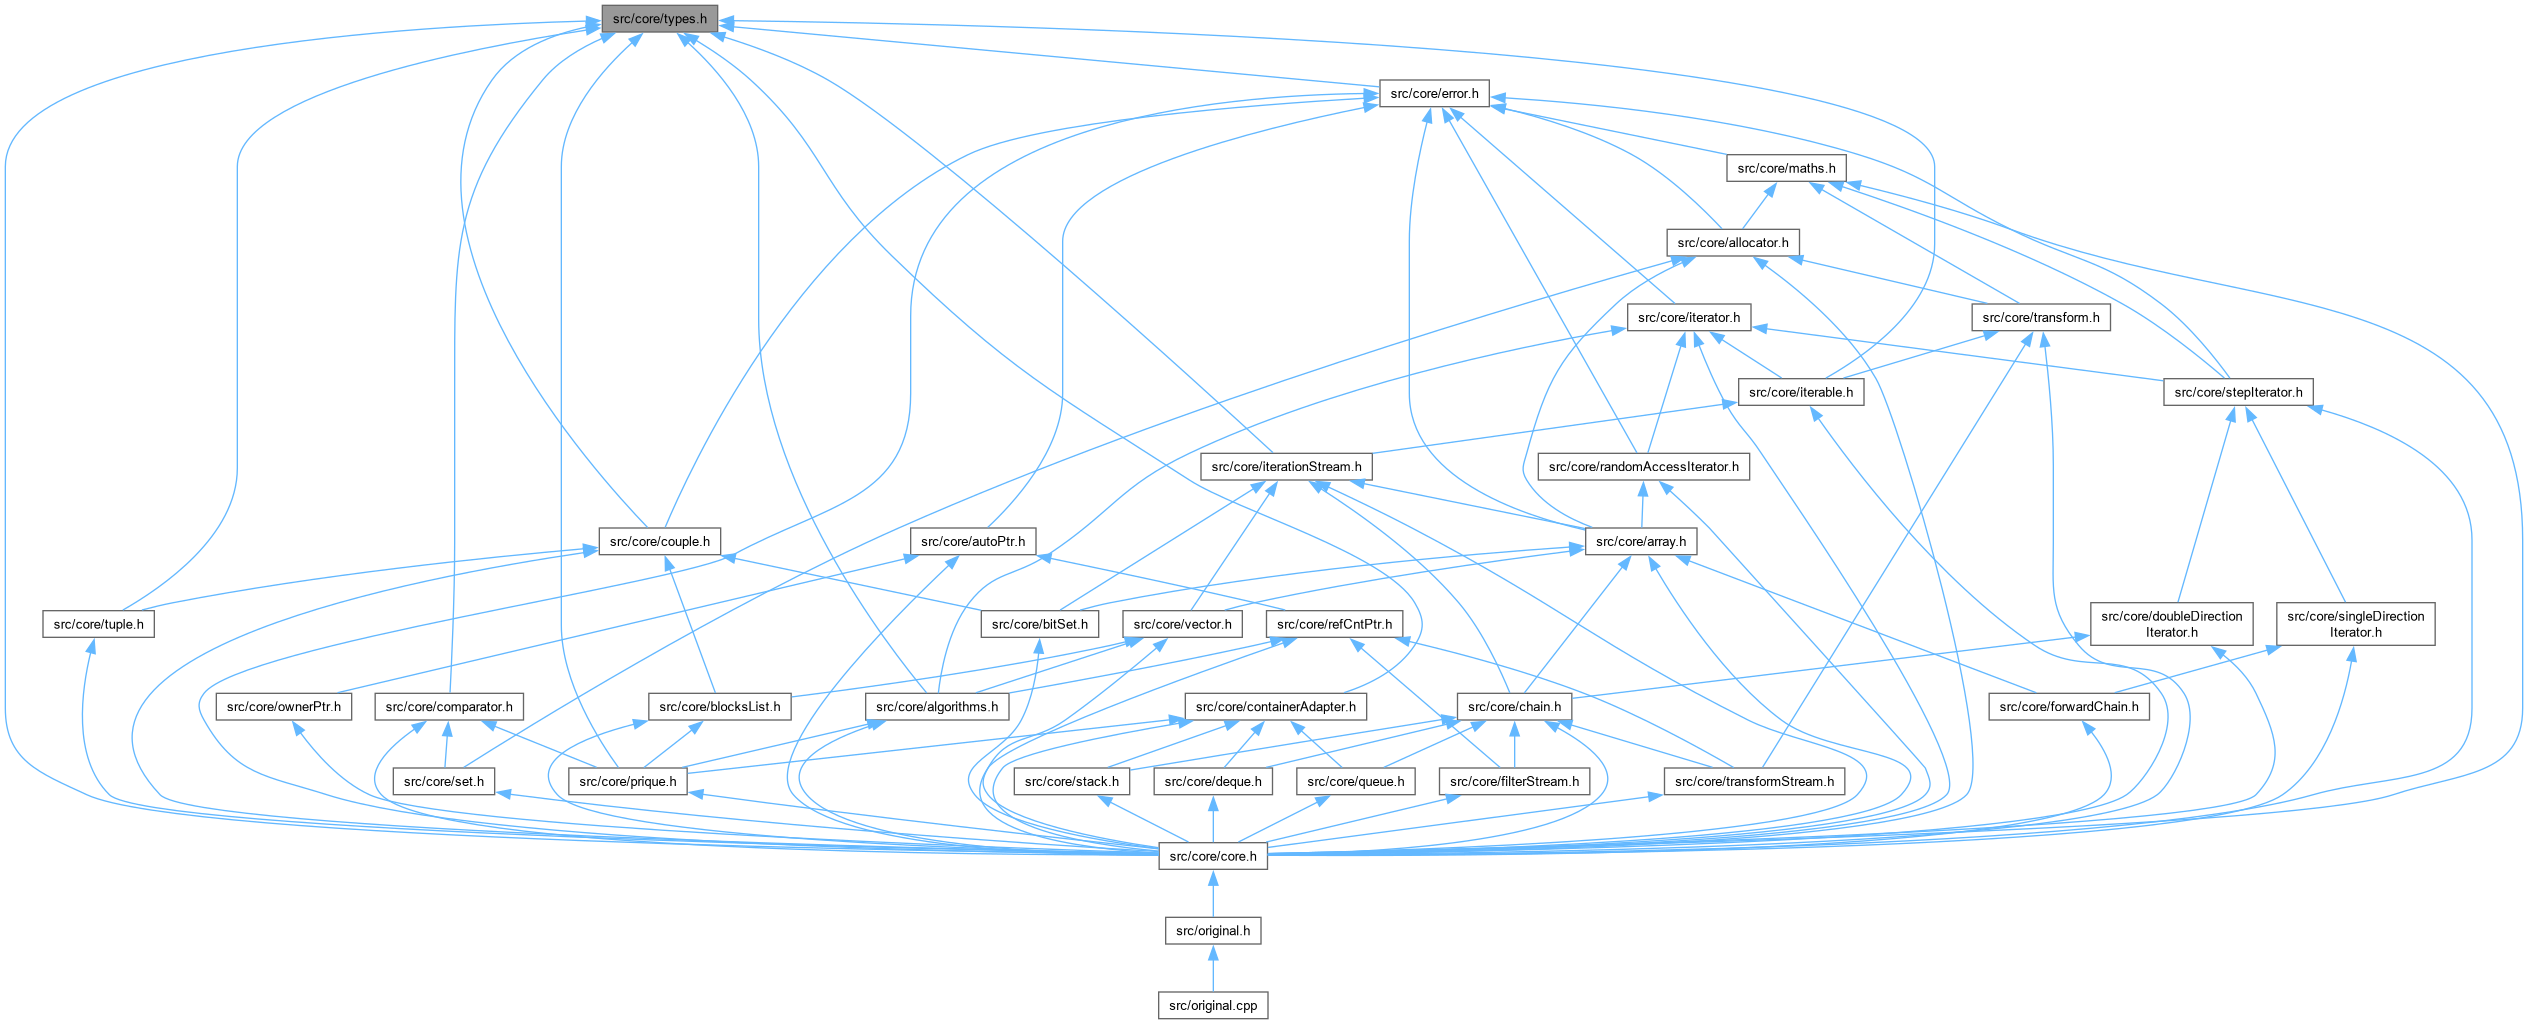 src/core/types.h
src/core/error.h
src/core/maths.h
src/core/allocator.h
src/core/iterator.h
src/core/transform.h
src/core/iterable.h
src/core/stepIterator.h
src/core/iterationStream.h
src/core/randomAccessIterator.h
src/core/couple.h
src/core/autoPtr.h
src/core/array.h
src/core/tuple.h
src/core/bitSet.h
src/core/vector.h
src/core/refCntPtr.h
src/core/doubleDirection
Iterator.h
src/core/singleDirection
Iterator.h
src/core/ownerPtr.h
src/core/comparator.h
src/core/blocksList.h
src/core/algorithms.h
src/core/containerAdapter.h
src/core/chain.h
src/core/forwardChain.h
src/core/set.h
src/core/prique.h
src/core/stack.h
src/core/deque.h
src/core/queue.h
src/core/filterStream.h
src/core/transformStream.h
src/core/core.h
src/original.h
src/original.cpp